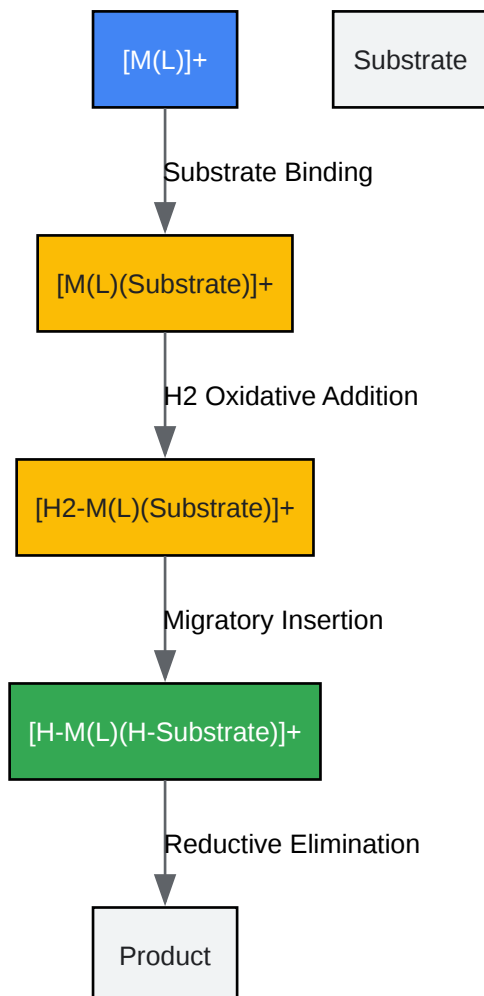 [M(L)]+
Substrate
Substrate Binding
[M(L)(Substrate)]+
H2 Oxidative Addition
[H2-M(L)(Substrate)]+
Migratory Insertion
[H-M(L)(H-Substrate)]+
Reductive Elimination
Product